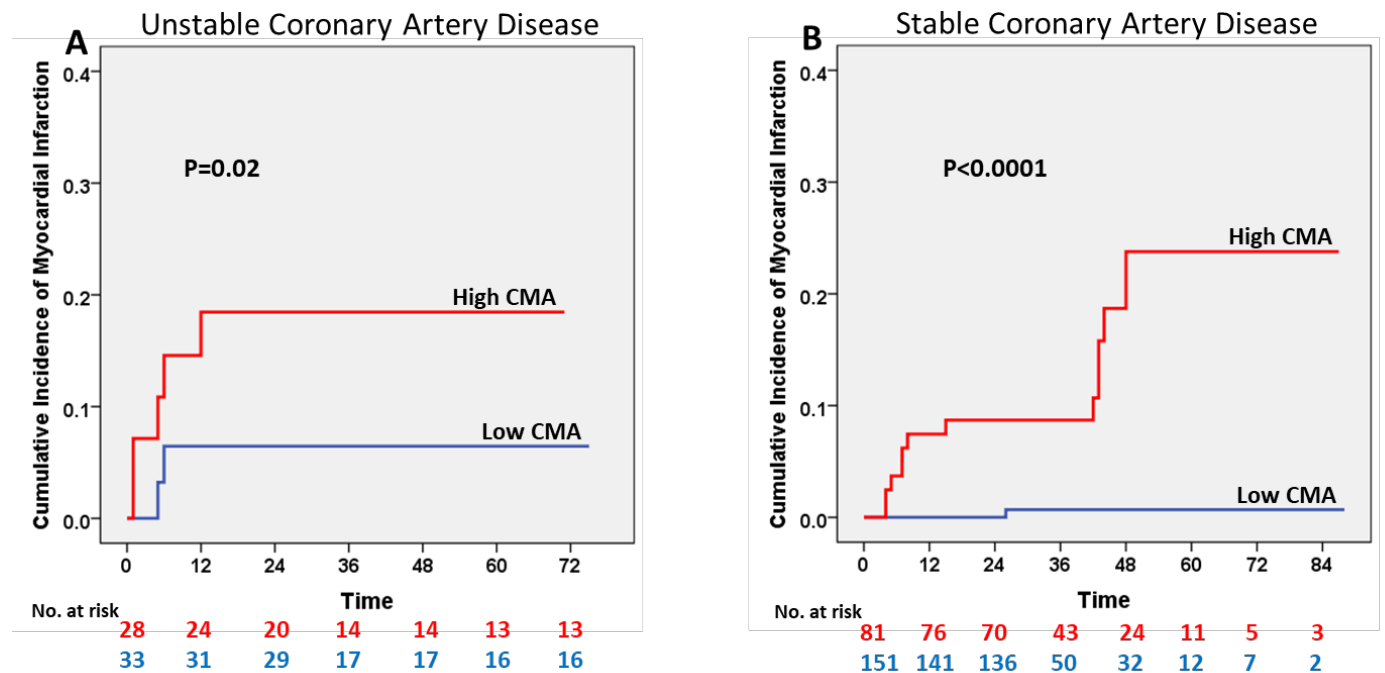 Unstable Coronary Artery Disease
A
Cumulative Incidence of Myocardial Infarction
0.4
0.3
0.2
0.1
0.0
P=0.02
High CMA
Low CMA
0 12 24 36 48 60 72
Time
No. at risk
28 24 20 14 14 13 13
33 31 29 17 17 16 16
Stable Coronary Artery Disease
B
Cumulative Incidence of Myocardial Infarction
0.4
0.3
0.2
0.1
0.0
P<0.0001
High CMA
Low CMA
0 12 24 36 48 60 72 84
Time
No. at risk
81 76 70 43 24 11 5 3
151 141 136 50 32 12 7 2